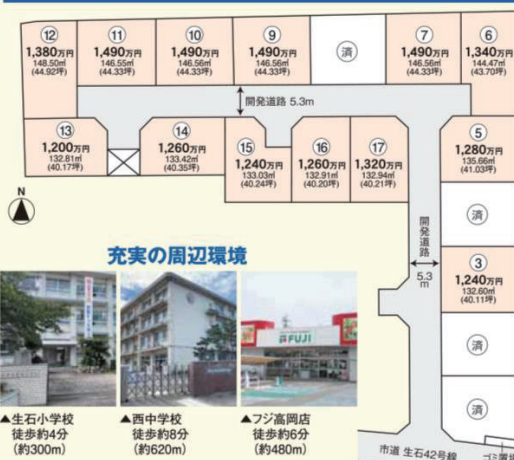 ⑫
1,380万円
148.50㎡
(44.92坪)
⑪
1,490万円
146.55㎡
(44.33坪)
⑩
1,490万円
146.56㎡
(44.33坪)
⑨
1,490万円
146.56㎡
(44.33坪)
済
⑦
1,490万円
146.56㎡
(44.33坪)
⑥
1,340万円
144.47㎡
(43.70坪)
開発道路 5.3m
⑬
1,200万円
132.81㎡
(40.17坪)
⑭
1,260万円
133.42㎡
(40.35坪)
⑮
1,240万円
133.03㎡
(40.24坪)
⑯
1,260万円
132.91㎡
(40.20坪)
⑰
1,320万円
132.94㎡
(40.21坪)
⑤
1,280万円
135.66㎡
(41.03坪)
済
開発道路
5.3
m
③
1,240万円
132.60㎡
(40.11坪)
済
済
N
充実の周辺環境
FUJI
▲生石小学校
徒歩約4分
(約300m)
▲西中学校
徒歩約8分
(約620m)
▲フジ高岡店
徒歩約6分
(約480m)
市道 生石42号線
ゴミ置場